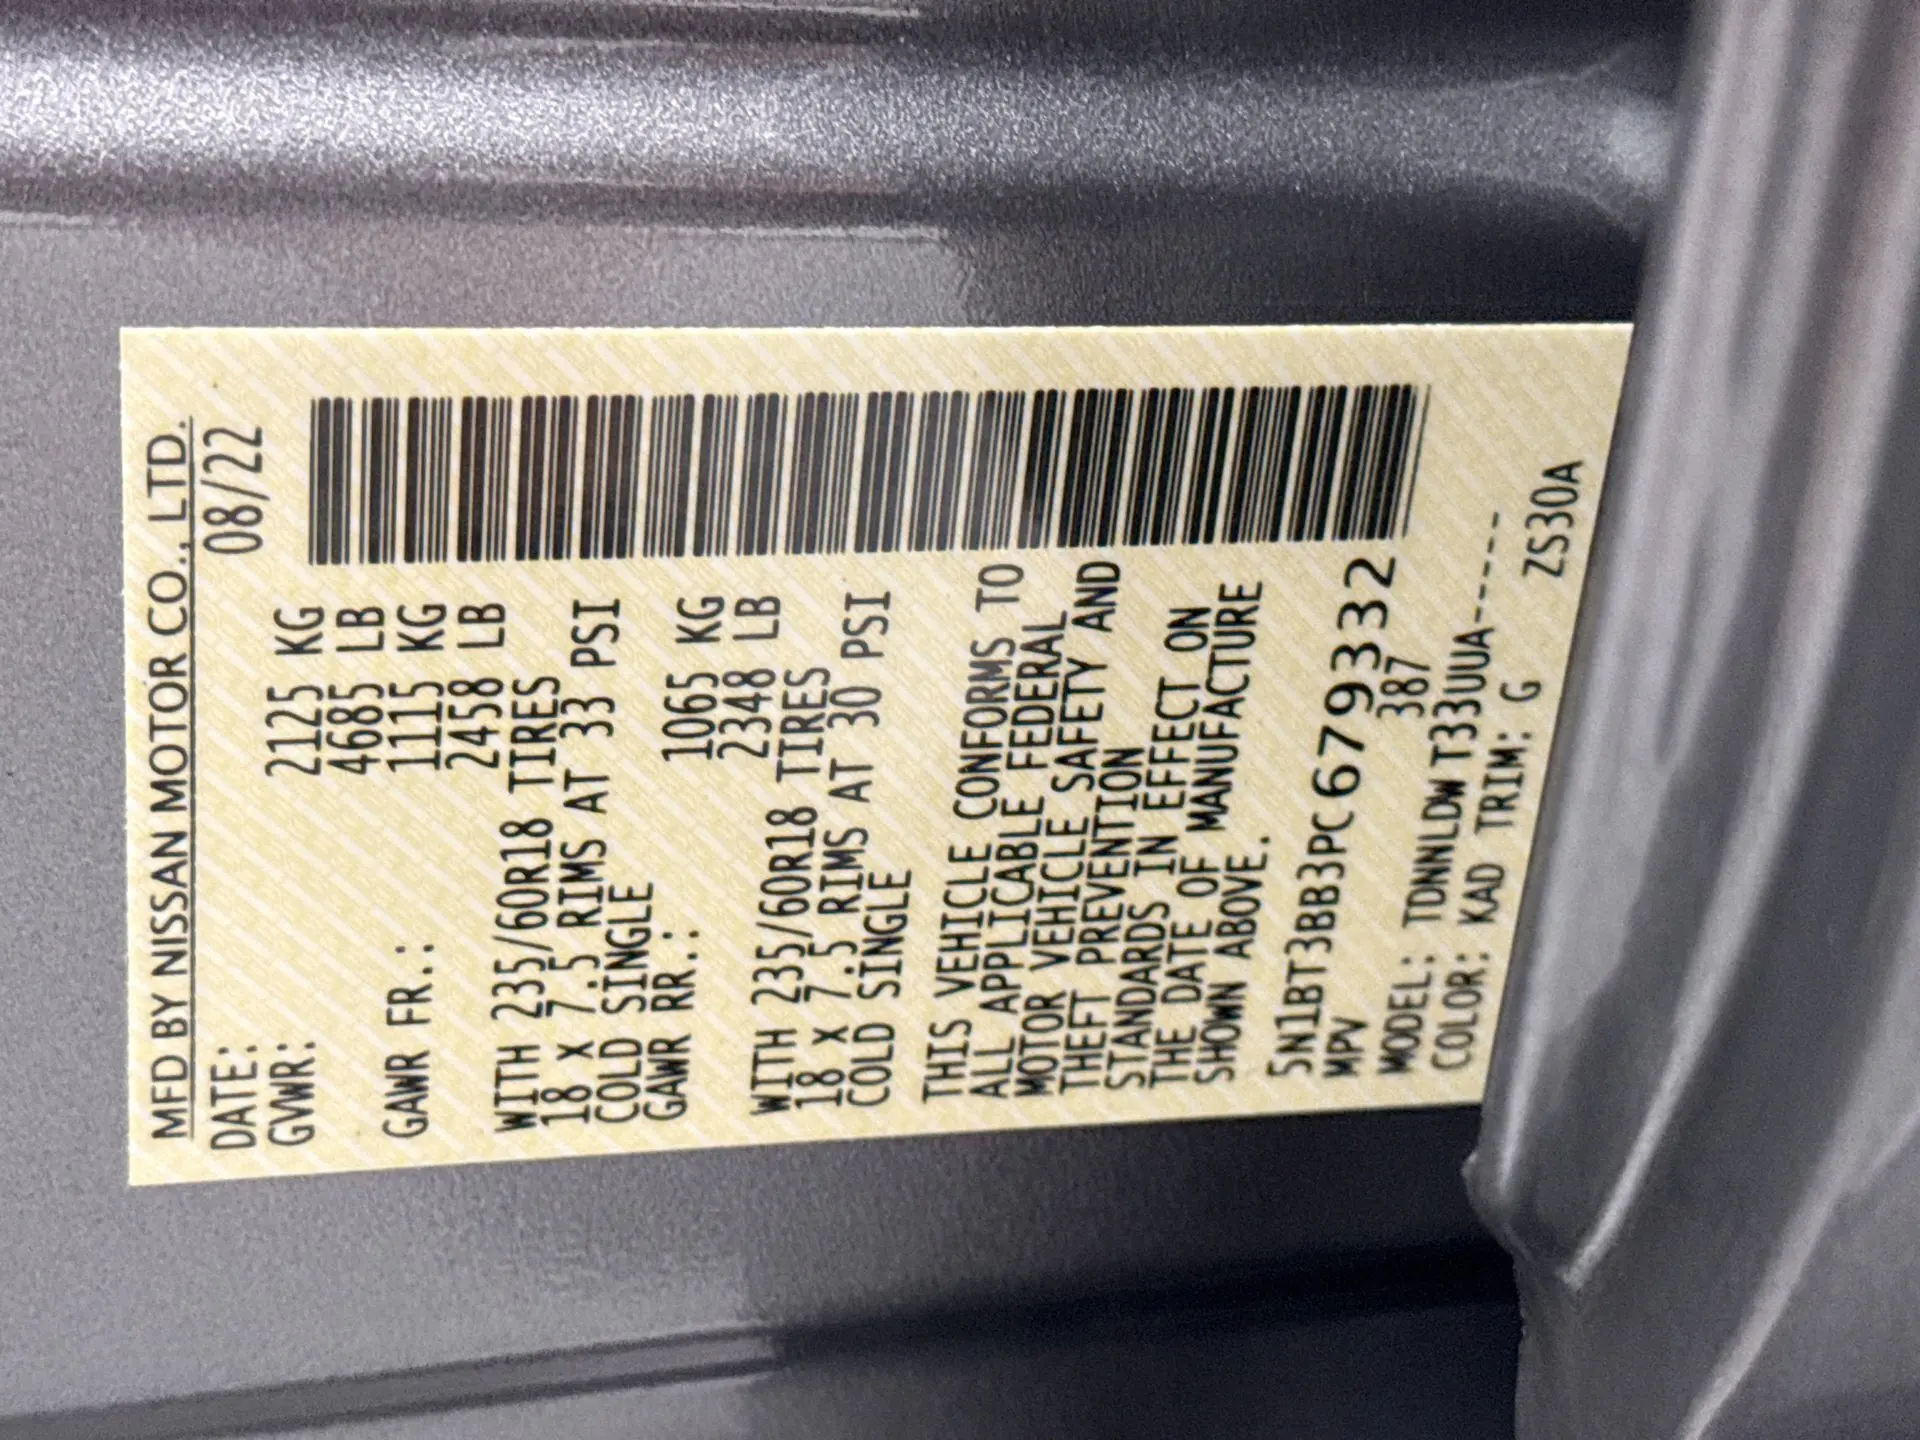 MFD BY NISSAN MOTOR CO., LTD.
DATE: 08/22
GVWR: 2125 KG
4685 LB
GAWR FR.: 1115 KG
2458 LB
WITH 235/60R18 TIRES
18 X 7.5 RIMS AT 33 PSI
COLD SINGLE
GAWR RR.: 1065 KG
2348 LB
WITH 235/60R18 TIRES
18 X 7.5 RIMS AT 30 PSI
COLD SINGLE
THIS VEHICLE CONFORMS TO
ALL APPLICABLE FEDERAL
MOTOR VEHICLE SAFETY AND
THEFT PREVENTION
STANDARDS IN EFFECT ON
THE DATE OF MANUFACTURE
SHOWN ABOVE.
5N1BT3BB3PC679332
MPV 387
MODEL: TDNNLDW T33UUA------
COLOR: KAD TRIM: G
ZS30A